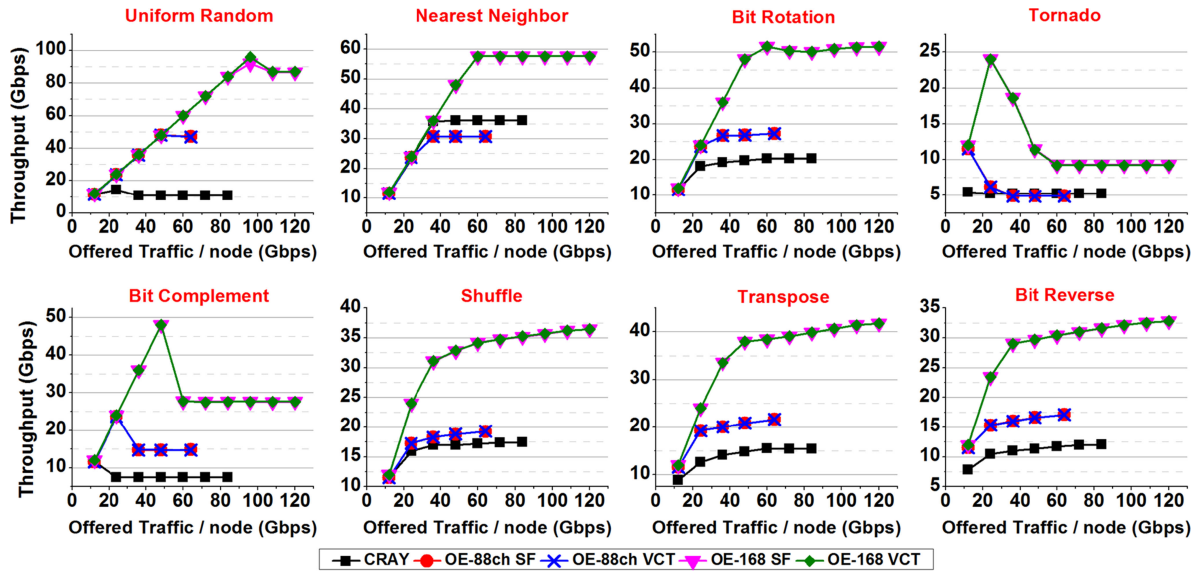 Uniform Random
Nearest Neighbor
Bit Rotation
Tornado
Throughput (Gbps)
100
80
60
40
20
0
0 20 40 60 80 100 120
Offered Traffic / node (Gbps)
60
50
40
30
20
10
0 20 40 60 80 100 120
Offered Traffic / node (Gbps)
50
40
30
20
10
0 20 40 60 80 100 120
Offered Traffic / node (Gbps)
25
20
15
10
5
0 20 40 60 80 100 120
Offered Traffic / node (Gbps)
Bit Complement
Shuffle
Transpose
Bit Reverse
Throughput (Gbps)
50
40
30
20
10
0 20 40 60 80 100 120
Offered Traffic / node (Gbps)
40
35
30
25
20
15
10
0 20 40 60 80 100 120
Offered Traffic / node (Gbps)
40
30
20
10
0 20 40 60 80 100 120
Offered Traffic / node (Gbps)
35
30
25
20
15
10
5
0 20 40 60 80 100 120
Offered Traffic / node (Gbps)
CRAY OE-88ch SF OE-88ch VCT OE-168 SF OE-168 VCT